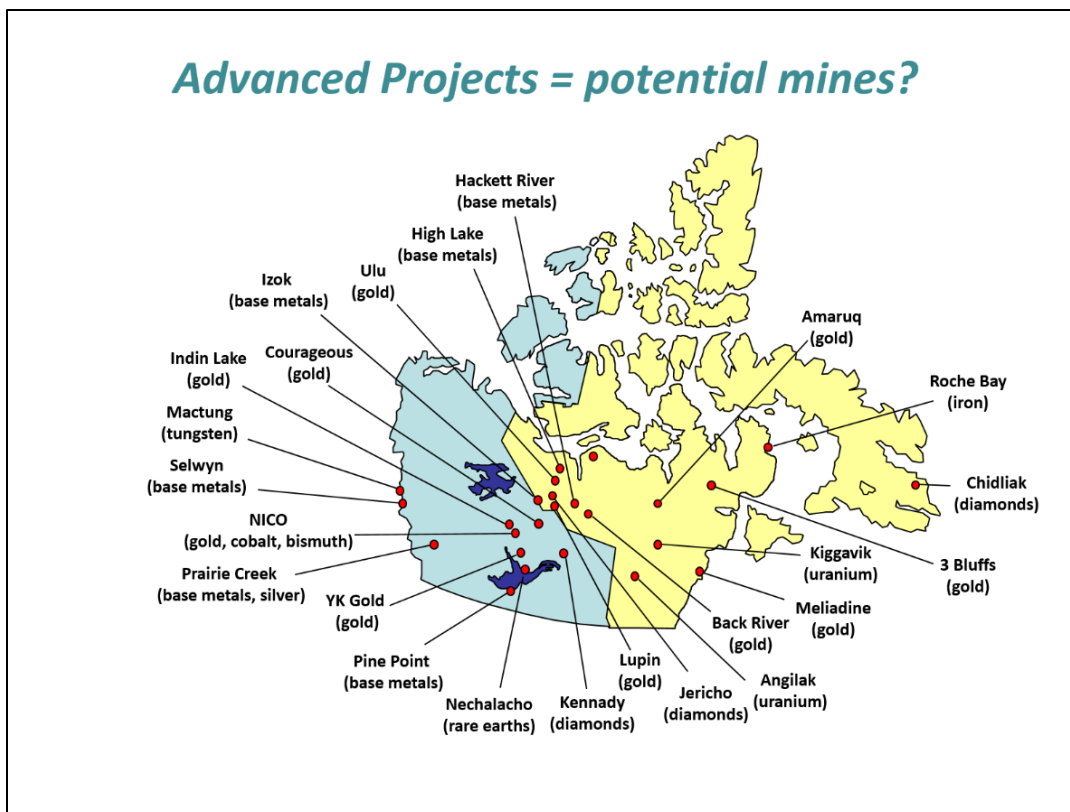 Advanced Projects = potential mines?
Hackett River
(base metals)
High Lake
(base metals)
Ulu
(gold)
Izok
(base metals)
Courageous
(gold)
Indin Lake
(gold)
Mactung
(tungsten)
Selwyn
(base metals)
NICO
(gold, cobalt, bismuth)
Prairie Creek
(base metals, silver)
YK Gold
(gold)
Pine Point
(base metals)
Nechalacho
(rare earths)
Kennady
(diamonds)
Lupin
(gold)
Jericho
(diamonds)
Angilak
(uranium)
Back River
(gold)
Meliadine
(gold)
Kiggavik
(uranium)
3 Bluffs
(gold)
Chidliak
(diamonds)
Roche Bay
(iron)
Amaruq
(gold)